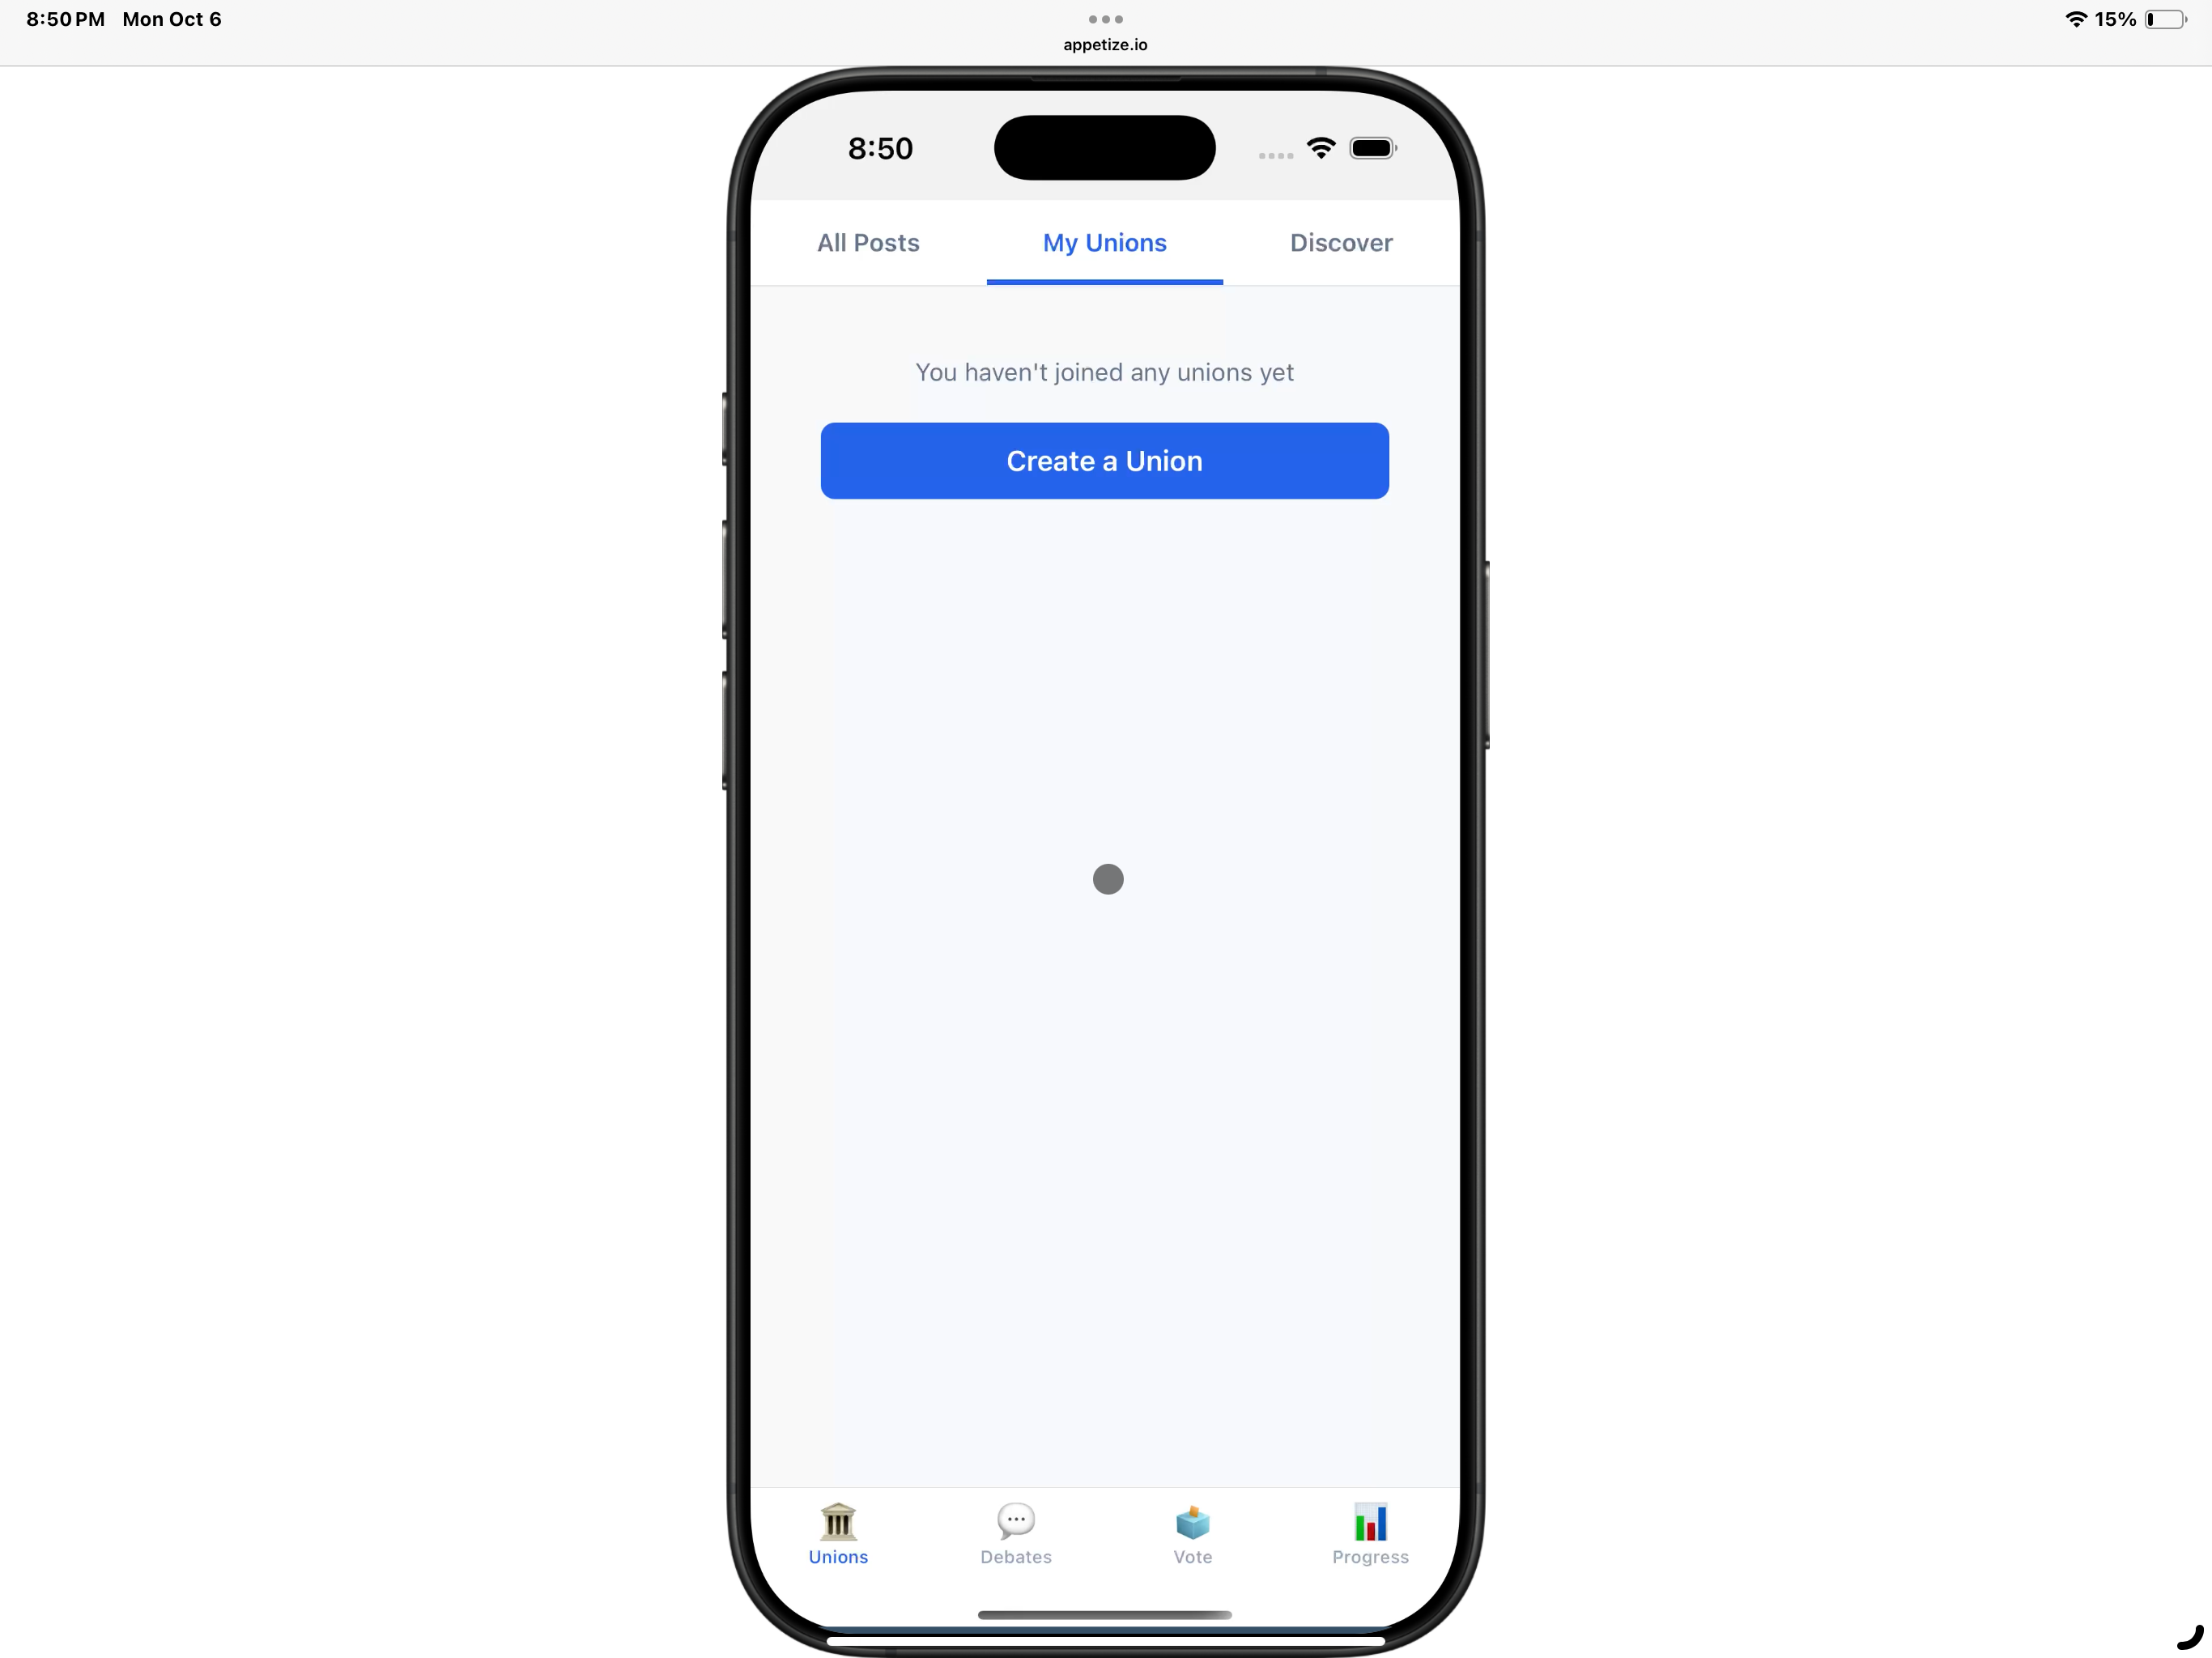 8:50 PM Mon Oct 6
15%
appetize.io
8:50
All Posts My Unions Discover
You haven't joined any unions yet
Create a Union
Unions Debates Vote Progress